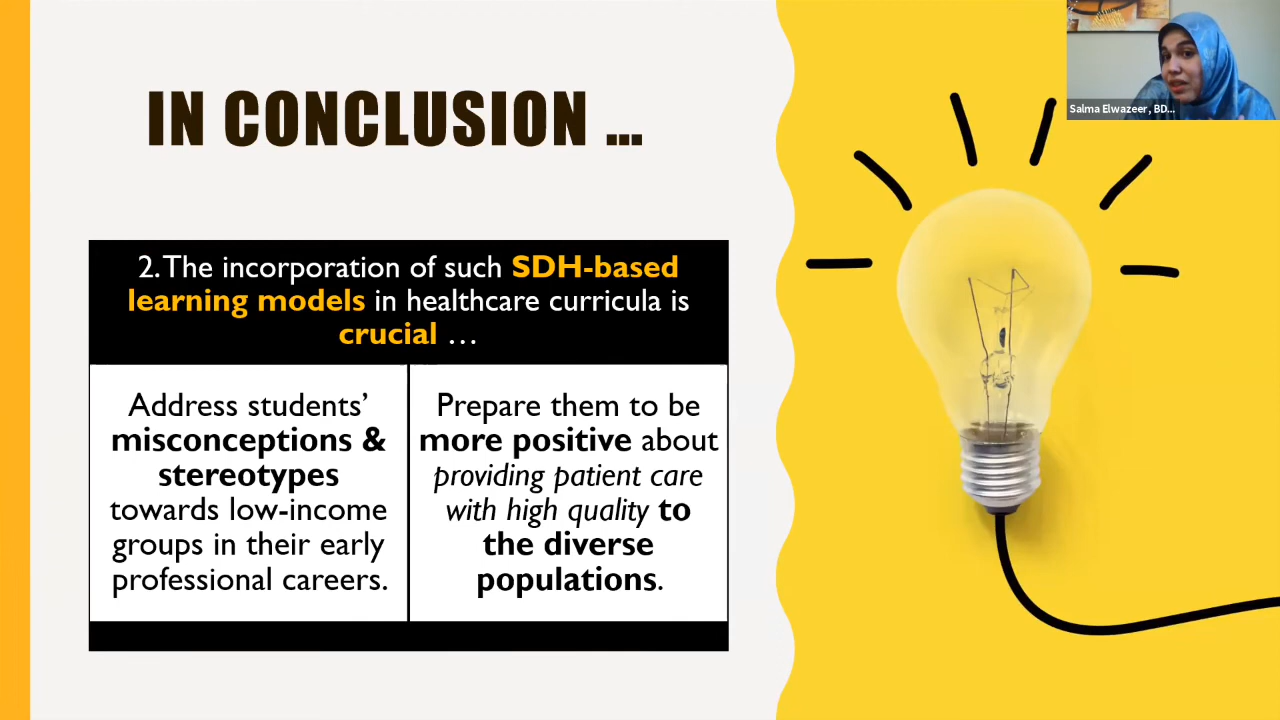 IN CONCLUSION ...
2. The incorporation of such SDH-based
learning models in healthcare curricula is
crucial …
Address students’
misconceptions &
stereotypes
towards low-income
groups in their early
professional careers.
Prepare them to be
more positive about
providing patient care
with high quality to
the diverse
populations.
Salma Elwazeer, BD...